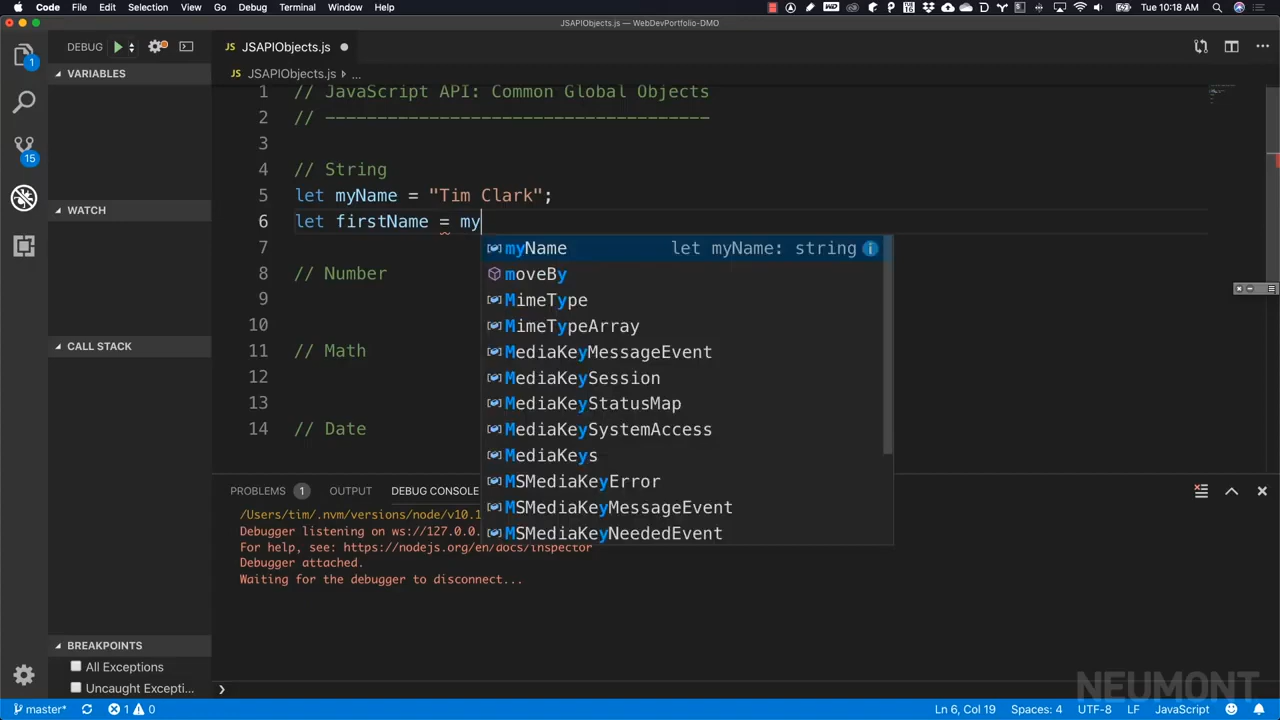 Code File Edit Selection View Go Debug Terminal Window Help Tue 10:18 AM
JSAPIObjects.js — WebDevPortfolio-DMO
DEBUG
JS JSAPIObjects.js
JS JSAPIObjects.js ...
VARIABLES
WATCH
CALL STACK
BREAKPOINTS
All Exceptions
Uncaught Excepti...
1
15
1 // JavaScript API: Common Global Objects
2 // -------------------------------------
3
4 // String
5 let myName = "Tim Clark";
6 let firstName = my
7
8 // Number
9
10
11 // Math
12
13
14 // Date
myName let myName: string
moveBy
MimeType
MimeTypeArray
MediaKeyMessageEvent
MediaKeySession
MediaKeyStatusMap
MediaKeySystemAccess
MediaKeys
MSMediaKeyError
MSMediaKeyMessageEvent
MSMediaKeyNeededEvent
PROBLEMS 1 OUTPUT DEBUG CONSOLE
/Users/tim/.nvm/versions/node/v10.1
Debugger listening on ws://127.0.0.
For help, see: https://nodejs.org/en/docs/inspector
Debugger attached.
Waiting for the debugger to disconnect...
NEUMONT
master* 1 0 Ln 6, Col 19 Spaces: 4 UTF-8 LF JavaScript